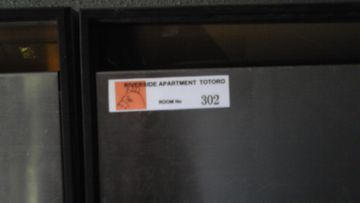 RIVERSIDE APARTMENT TOTORO
ROOM No 302